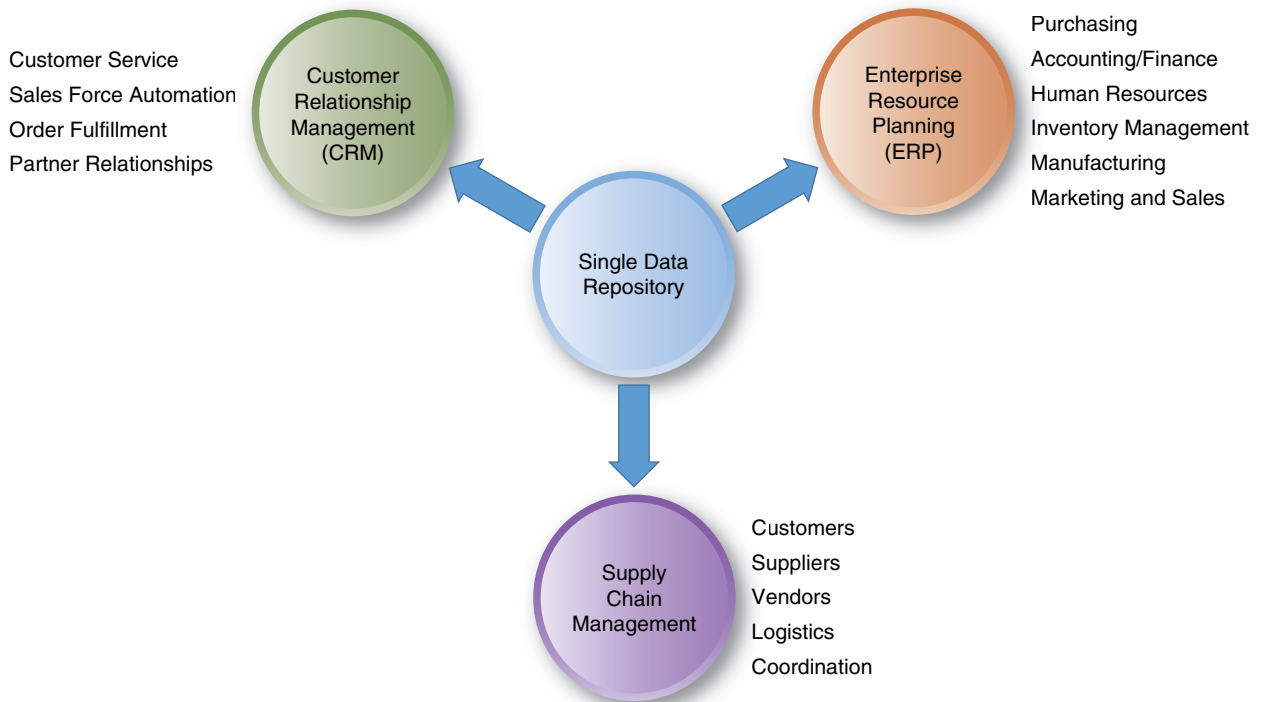 Customer Service
Sales Force Automation
Order Fulfillment
Partner Relationships
Customer
Relationship
Management
(CRM)
Enterprise
Resource
Planning
(ERP)
Purchasing
Accounting/Finance
Human Resources
Inventory Management
Manufacturing
Marketing and Sales
Single Data
Repository
Supply
Chain
Management
Customers
Suppliers
Vendors
Logistics
Coordination